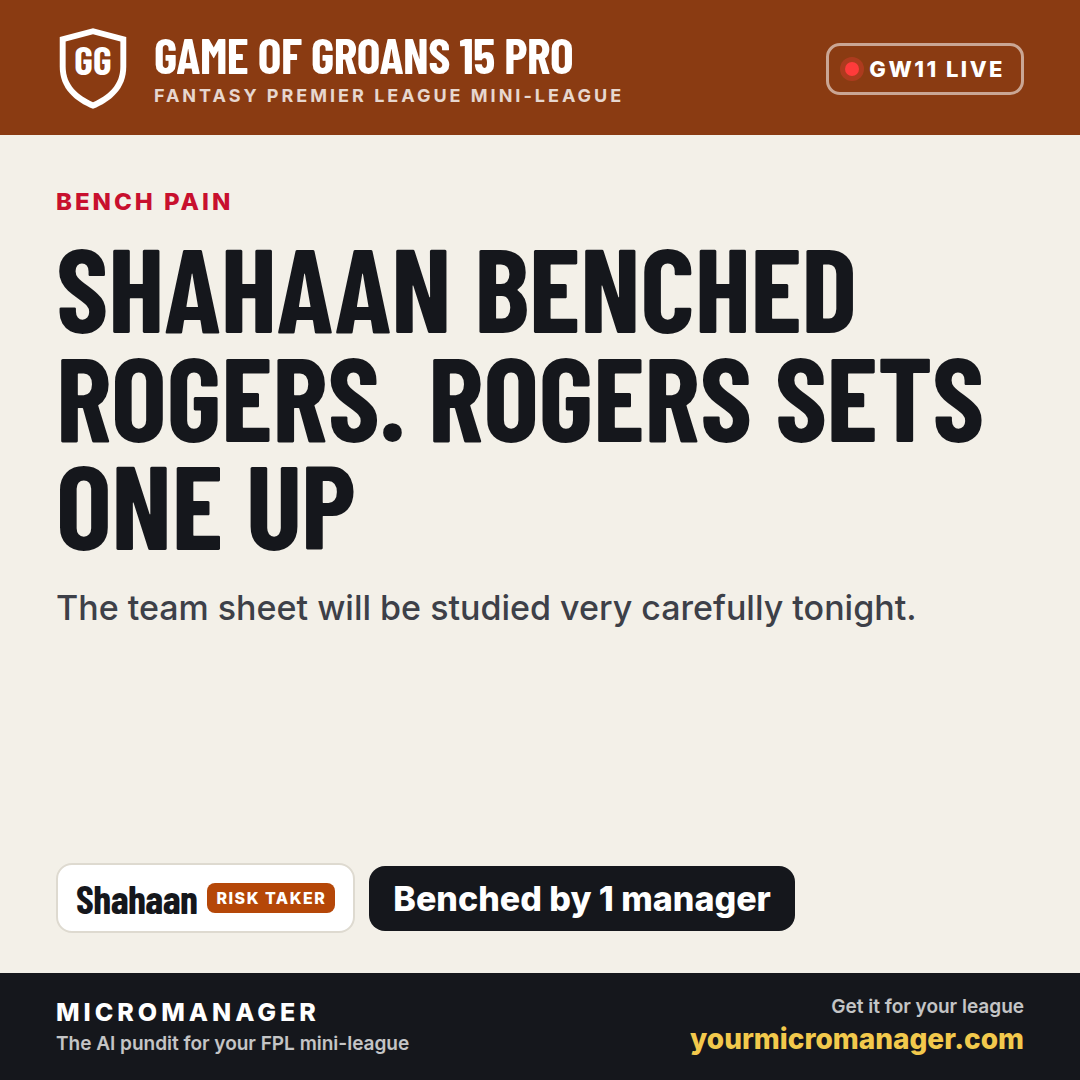 GG
GAME OF GROANS 15 PRO
FANTASY PREMIER LEAGUE MINI-LEAGUE
GW11 LIVE
BENCH PAIN
SHAHAAN BENCHED
ROGERS. ROGERS SETS
ONE UP
The team sheet will be studied very carefully tonight.
Shahaan RISK TAKER
Benched by 1 manager
MICROMANAGER
The AI pundit for your FPL mini-league
Get it for your league
yourmicromanager.com